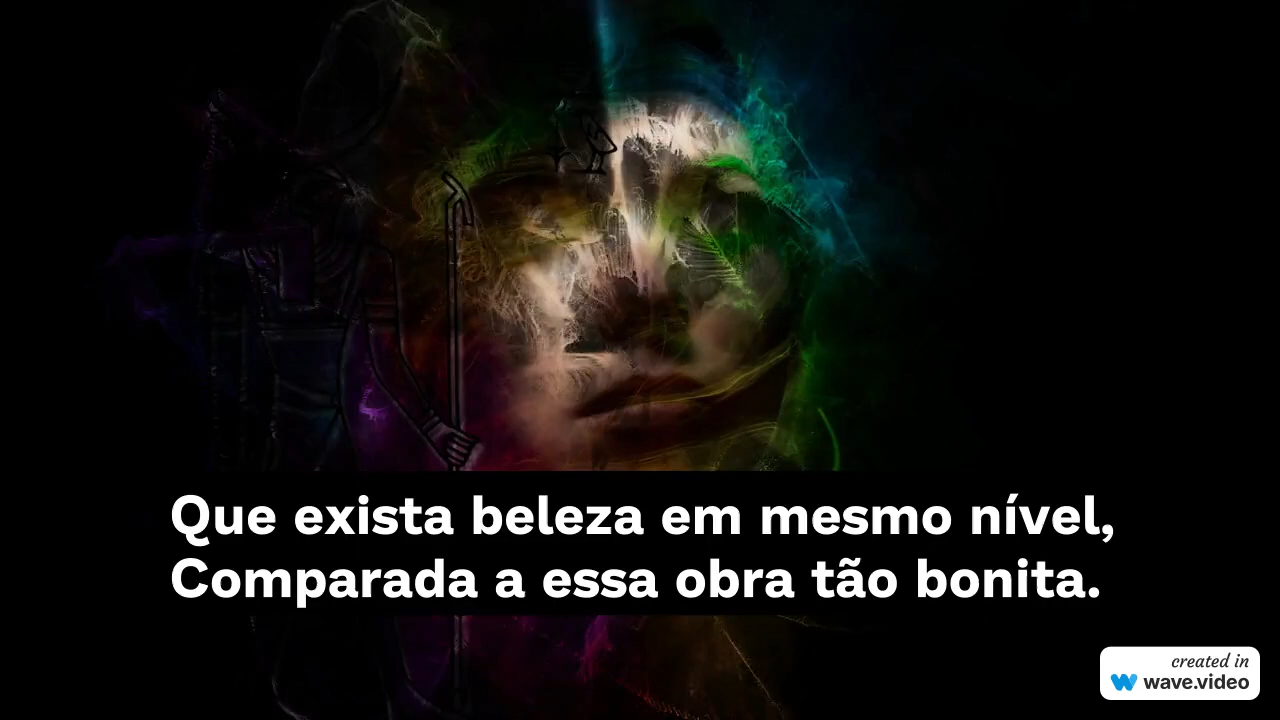 Que exista beleza em mesmo nível,
Comparada a essa obra tão bonita.
created in
wave.video